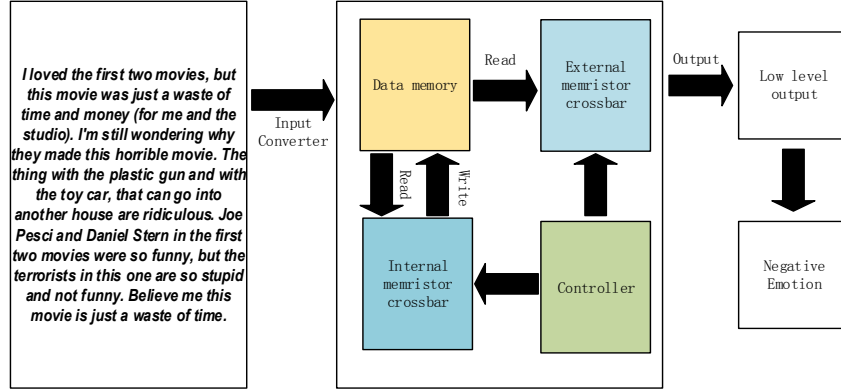 I loved the first two movies, but
this movie was just a waste of
time and money (for me and the
studio). I'm still wondering why
they made this horrible movie. The
thing with the plastic gun and with
the toy car, that can go into
another house are ridiculous. Joe
Pesci and Daniel Stern in the first
two movies were so funny, but the
terrorists in this one are so stupid
and not funny. Believe me this
movie is just a waste of time.
Input
Converter
Data memory
Read
External
memristor
crossbar
Output
Low level
output
Read
Write
Internal
memristor
crossbar
Controller
Negative
Emotion